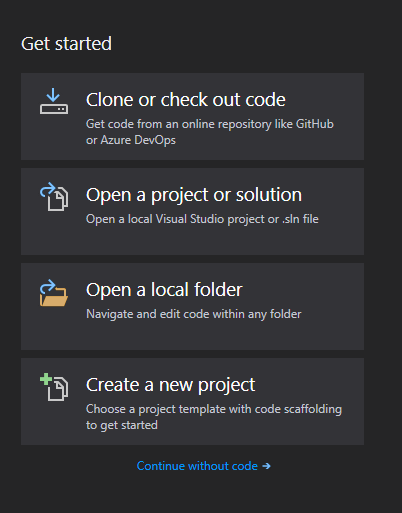 Get started
Clone or check out code
Get code from an online repository like GitHub
or Azure DevOps
Open a project or solution
Open a local Visual Studio project or .sln file
Open a local folder
Navigate and edit code within any folder
Create a new project
Choose a project template with code scaffolding
to get started
Continue without code →